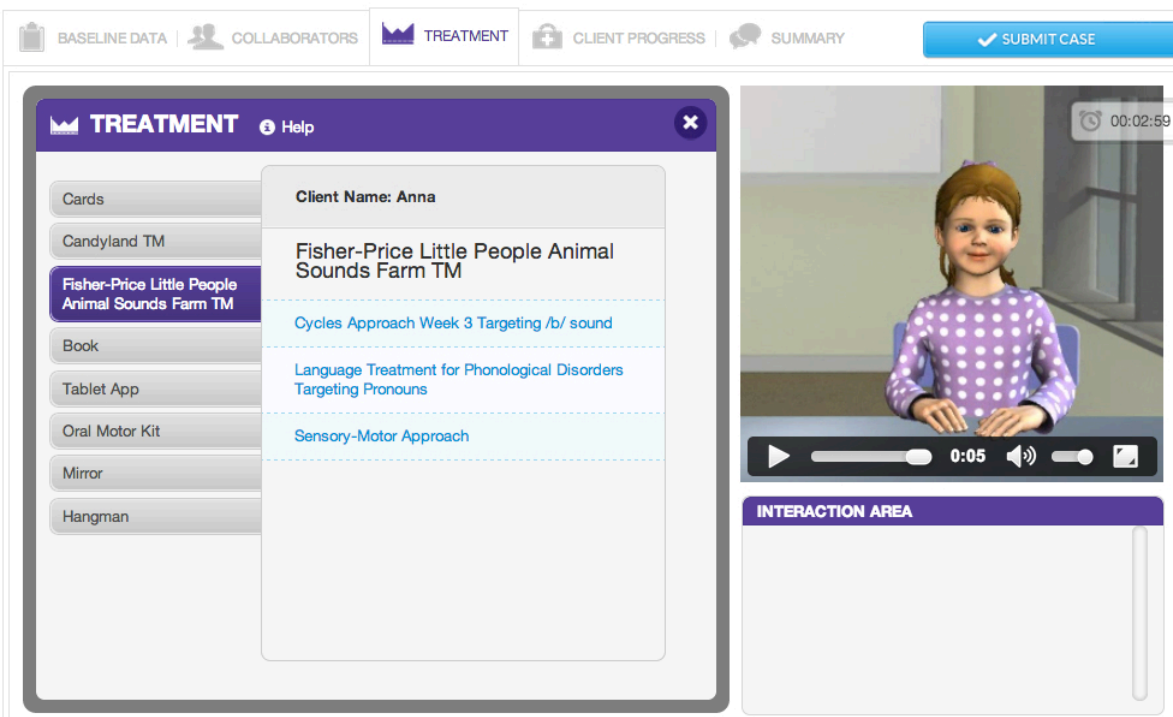 BASELINE DATA
COLLABORATORS
TREATMENT
CLIENT PROGRESS
SUMMARY
SUBMIT CASE
TREATMENT
Help
00:02:59
Cards
Candyland TM
Fisher-Price Little People
Animal Sounds Farm TM
Book
Tablet App
Oral Motor Kit
Mirror
Hangman
Client Name: Anna
Fisher-Price Little People Animal
Sounds Farm TM
Cycles Approach Week 3 Targeting /b/ sound
Language Treatment for Phonological Disorders
Targeting Pronouns
Sensory-Motor Approach
0:05
INTERACTION AREA